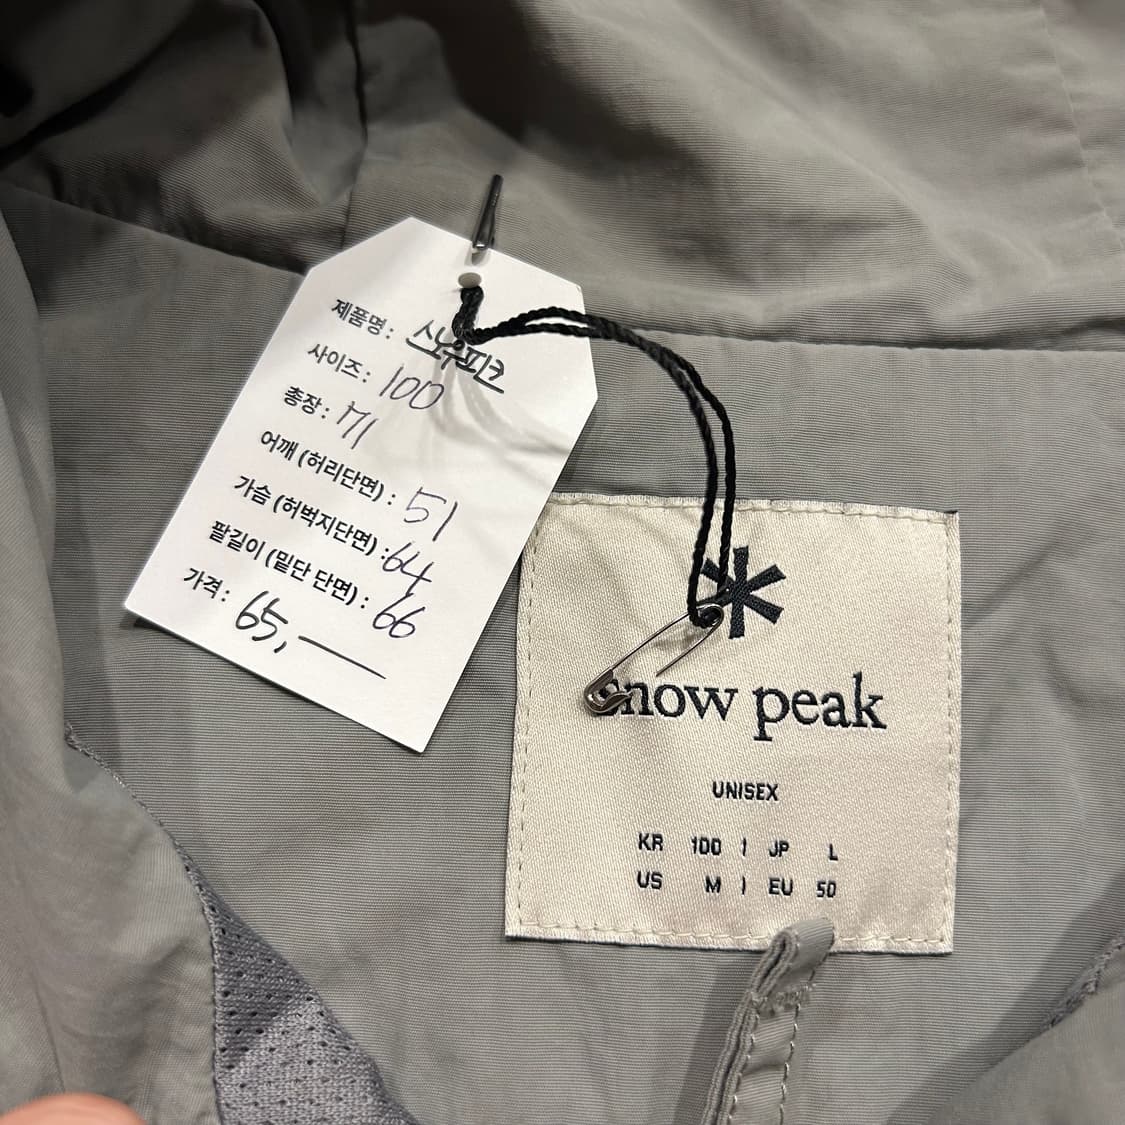 제품명: 스노우피크
사이즈: 100
총장: 71
어깨 (허리단면) : 51
가슴 (허벅지단면) : 64
팔길이 (밑단 단면) : 66
가격: 65,—
snow peak
UNISEX
KR 100 | JP L
US M | EU 50